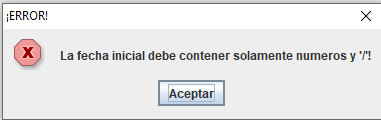 ¡ERROR!
La fecha inicial debe contener solamente numeros y '/'!
Aceptar